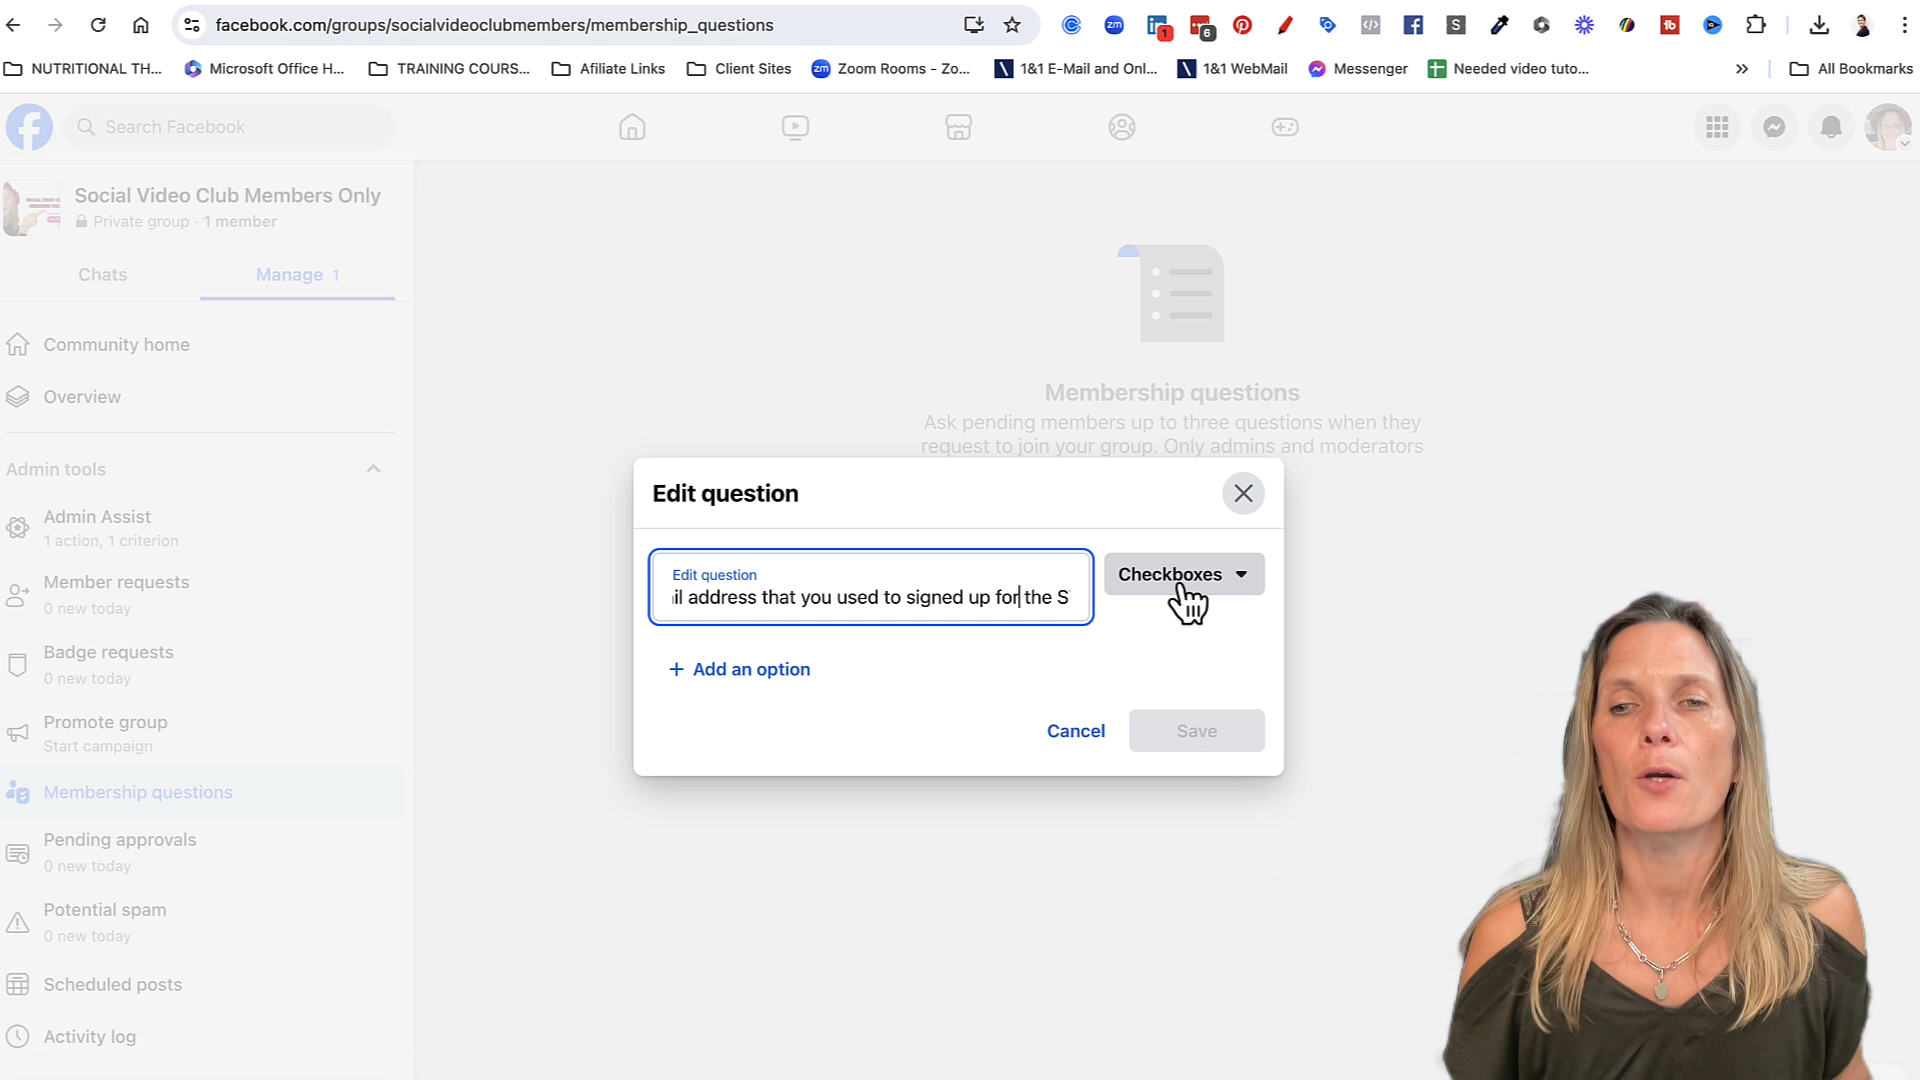 facebook.com/groups/socialvideoclubmembers/membership_questions
1
6
NUTRITIONAL TH...
Microsoft Office H...
TRAINING COURS...
Afiliate Links
Client Sites
zm
Zoom Rooms - Zo...
1&1 E-Mail and Onl...
1&1 WebMail
Messenger
Needed video tuto...
All Bookmarks
Search Facebook
Social Video Club Members Only
Private group · 1 member
Chats
Manage 1
Community home
Overview
Admin tools
Admin Assist
1 action, 1 criterion
Member requests
0 new today
Badge requests
0 new today
Promote group
Start campaign
Membership questions
Pending approvals
0 new today
Potential spam
0 new today
Scheduled posts
Activity log
Membership questions
Ask pending members up to three questions when they
request to join your group. Only admins and moderators
Edit question
Edit question
il address that you used to signed up for the S
Checkboxes
+ Add an option
Cancel
Save